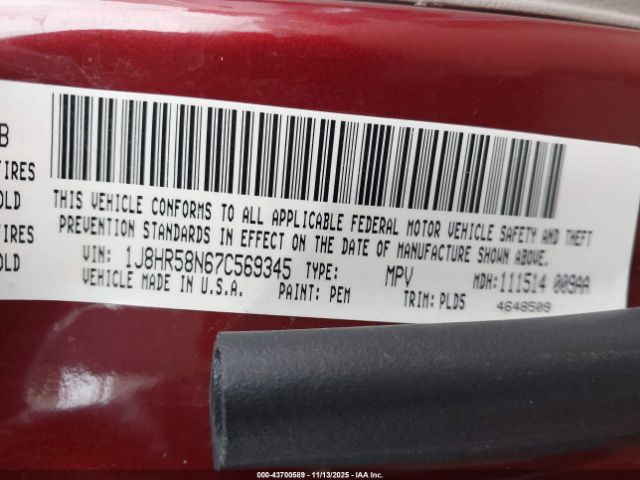 B
TIRES
OLD
TIRES
OLD
THIS VEHICLE CONFORMS TO ALL APPLICABLE FEDERAL MOTOR VEHICLE SAFETY AND THEFT
PREVENTION STANDARDS IN EFFECT ON THE DATE OF MANUFACTURE SHOWN ABOVE.
VIN: 1J8HR58N67C569345 TYPE: MPV MDH: 111514 009AA
VEHICLE MADE IN U.S.A. PAINT: PEM TRIM: PLD5 4648509
000-43700589 - 11/13/2025 - IAA Inc.